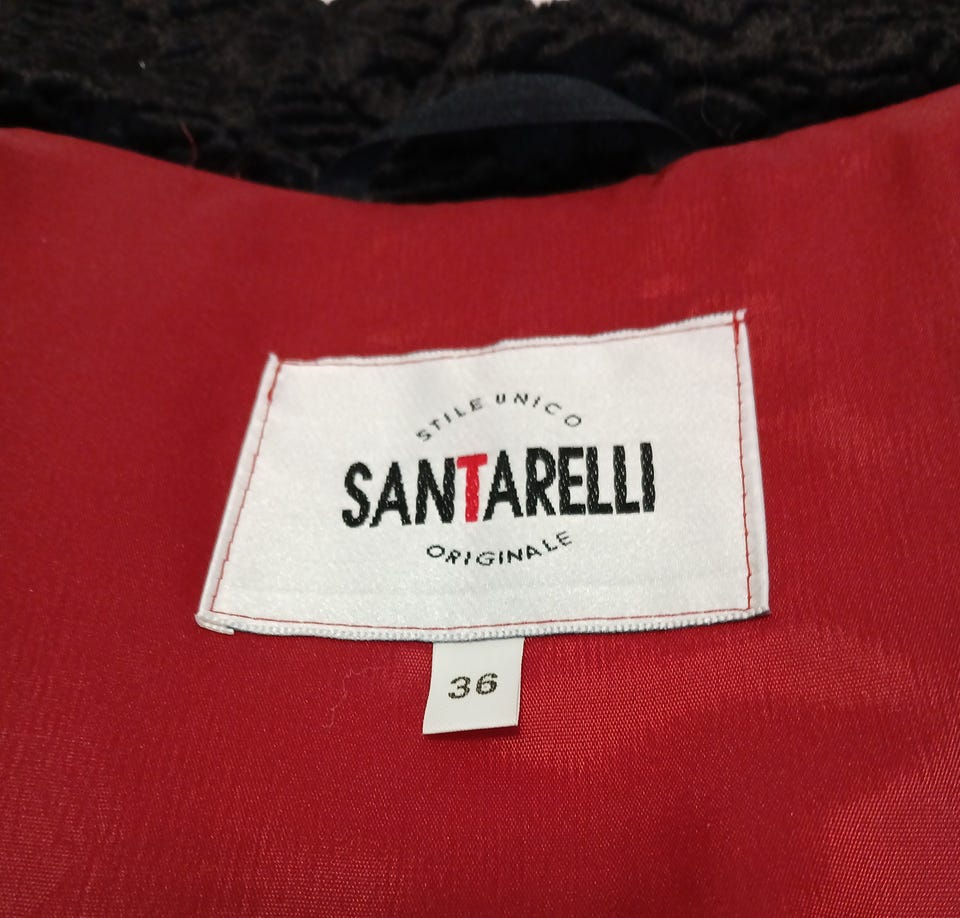 STILE UNICO
SANTARELLI
ORIGINALE
36